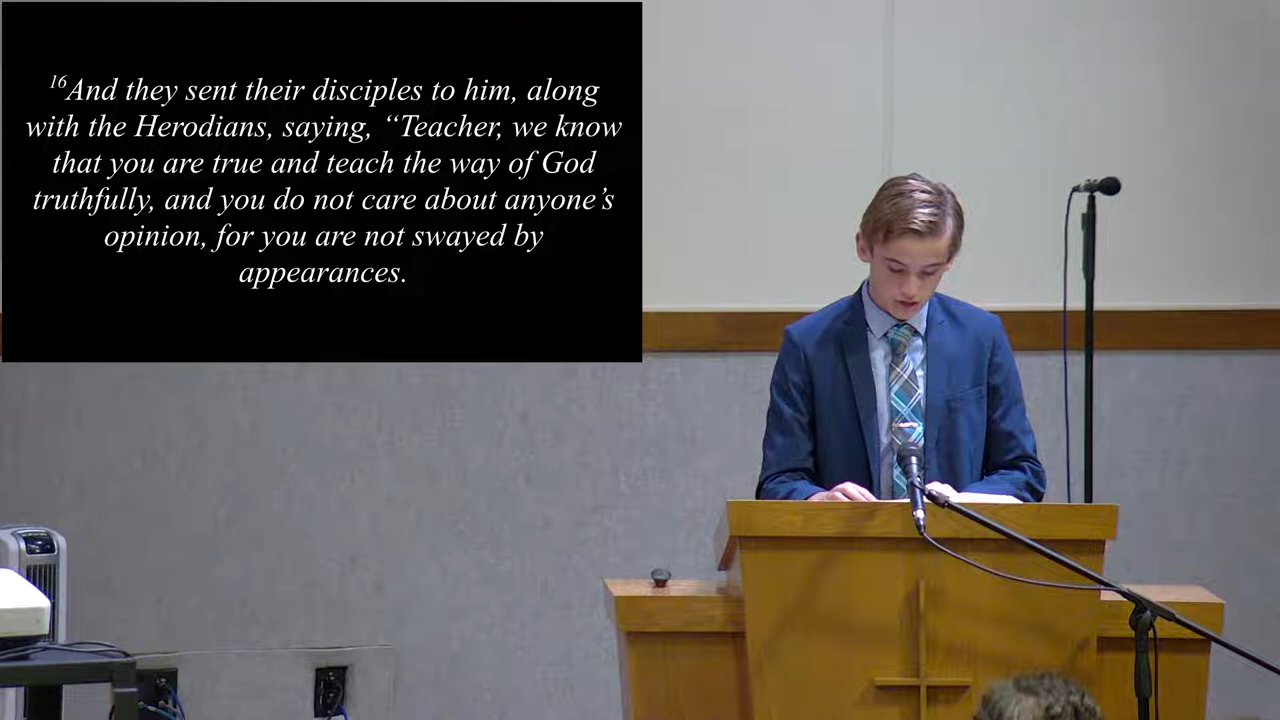 16And they sent their disciples to him, along
with the Herodians, saying, “Teacher, we know
that you are true and teach the way of God
truthfully, and you do not care about anyone’s
opinion, for you are not swayed by
appearances.